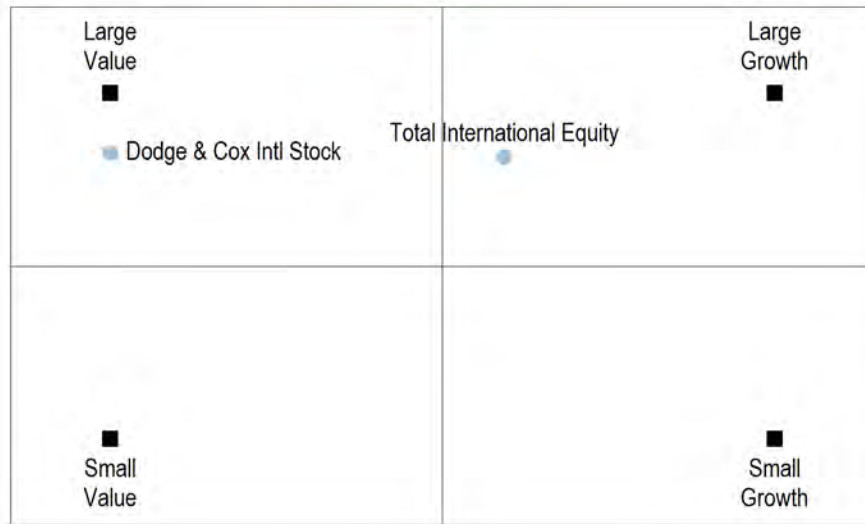 Large
Value
Large
Growth
Total International Equity
Dodge & Cox Intl Stock
Small
Value
Small
Growth